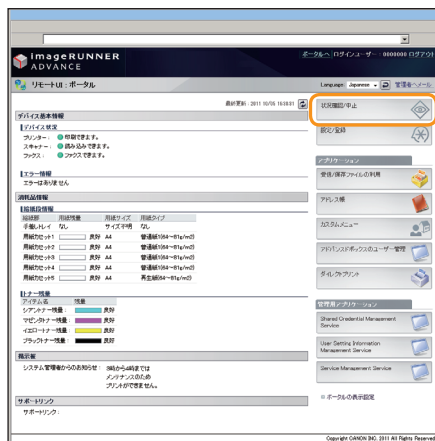 imageRUNNER
ADVANCE
ポータルへ ログインユーザー: 0000000 ログアウト
リモートUI : ポータル
Language: Japanese 管理者へメール
最終更新 : 2011 10/05 16:38:31
デバイス基本情報
デバイス状況
プリンター : 印刷できます。
スキャナー : 読み込みできます。
ファクス : ファクスできます。
エラー情報
エラーはありません
消耗品情報
給紙段情報
給紙部 用紙残量 用紙サイズ 用紙タイプ
手差しトレイ なし サイズ不明 なし
用紙カセット1 良好 A4 普通紙1(64〜81g/m2)
用紙カセット2 良好 A4 普通紙1(64〜81g/m2)
用紙カセット3 良好 A4 普通紙1(64〜81g/m2)
用紙カセット4 良好 A4 普通紙1(64〜81g/m2)
用紙カセット5 良好 A4 再生紙(64〜81g/m2)
トナー残量
アイテム名 残量
シアントナー残量 : 良好
マゼンタトナー残量 : 良好
イエロートナー残量 : 良好
ブラックトナー残量 : 良好
掲示板
システム管理者からのお知らせ : 3時から4時までは
メンテナンスのため
プリントができません。
サポートリンク
サポートリンク :
状況確認/中止
設定/登録
アプリケーション
受信/保存ファイルの利用
アドレス帳
カスタムメニュー
アドバンスドボックスのユーザー管理
ダイレクトプリント
管理用アプリケーション
Shared Credential Management
Service
User Setting Information
Management Service
Service Management Service
ポータルの表示設定
Copyright CANON INC. 2011 All Rights Reserved